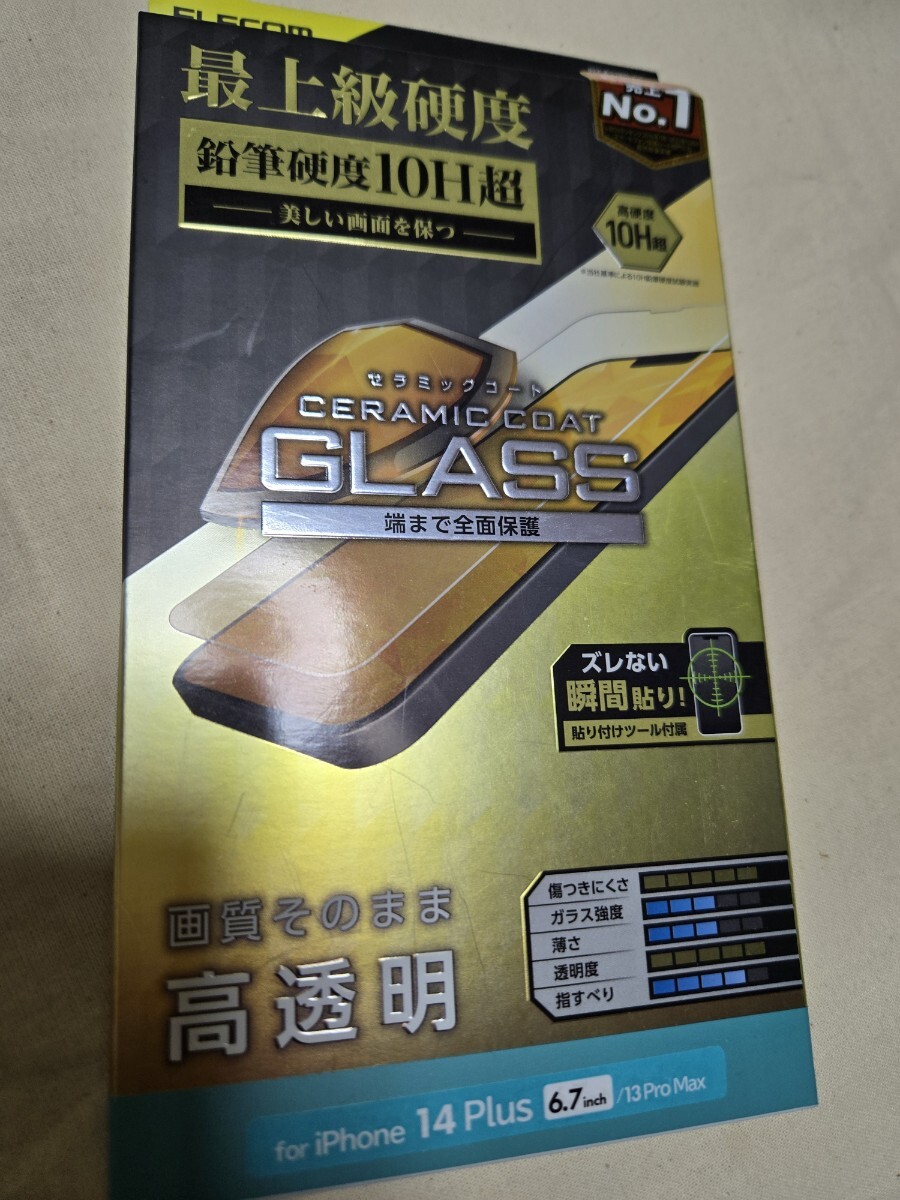 ELECOM
最上級硬度
売上
No.1
鉛筆硬度10H超
美しい画面を保つ
高硬度
10H超
セラミックコート
CERAMIC COAT
GLASS
端まで全面保護
ズレない
瞬間貼り!
貼り付けツール付属
傷つきにくさ
ガラス強度
薄さ
透明度
指すべり
画質そのまま
高透明
for iPhone 14 Plus 6.7inch /13 Pro Max